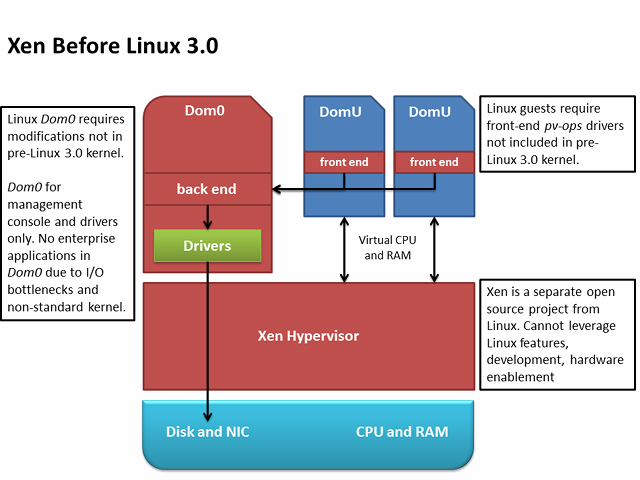 Xen Before Linux 3.0
Linux Dom0 requires
modifications not in
pre-Linux 3.0 kernel.
Dom0 for
management
console and drivers
only. No enterprise
applications in
Dom0 due to I/O
bottlenecks and
non-standard kernel.
Dom0
back end
Drivers
DomU
front end
DomU
front end
Virtual CPU
and RAM
Linux guests require
front-end pv-ops drivers
not included in pre-
Linux 3.0 kernel.
Xen Hypervisor
Xen is a separate open
source project from
Linux. Cannot leverage
Linux features,
development, hardware
enablement
Disk and NIC
CPU and RAM